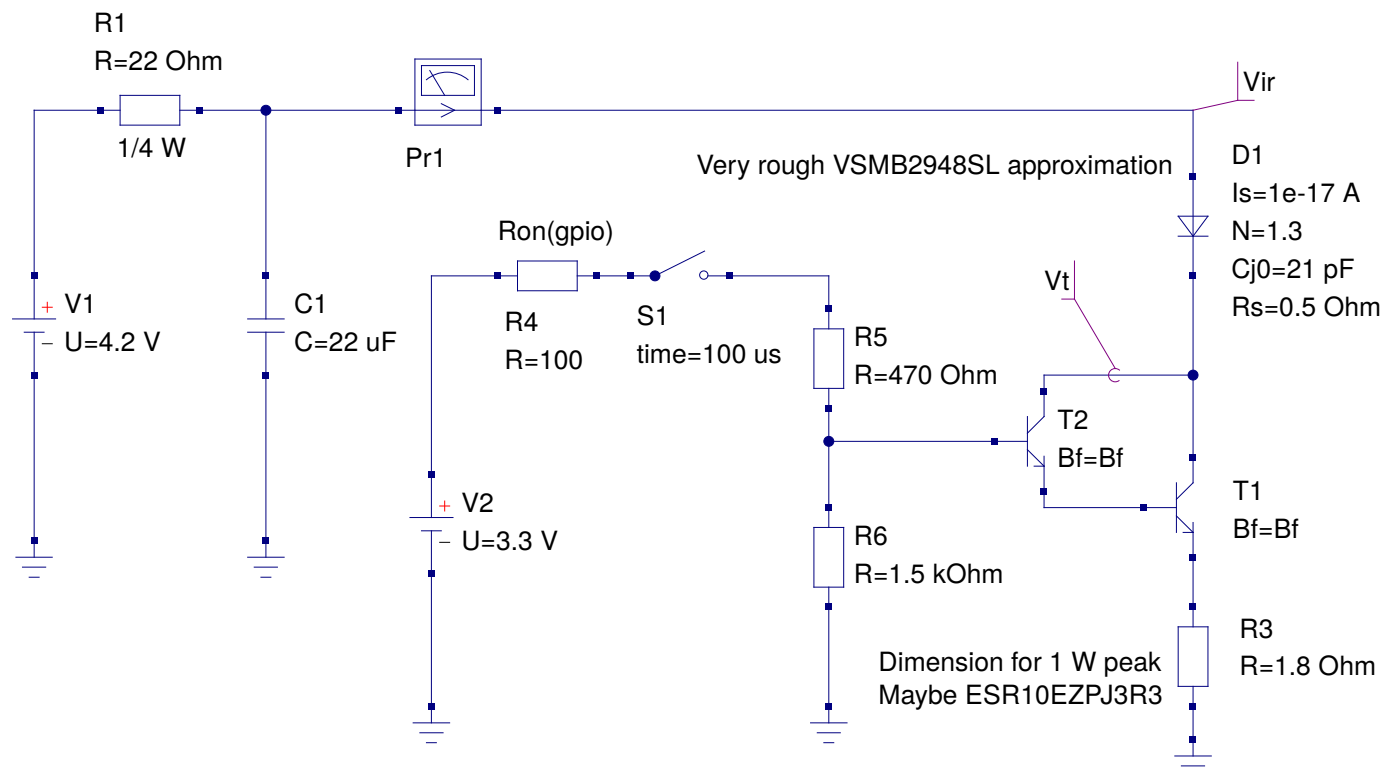 R1
R=22 Ohm
1/4 W
Pr1
Vir
Very rough VSMB2948SL approximation
D1
Is=1e-17 A
N=1.3
Cj0=21 pF
Rs=0.5 Ohm
Ron(gpio)
R4
R=100
S1
time=100 us
Vt
+ V1
− U=4.2 V
C1
C=22 uF
R5
R=470 Ohm
T2
Bf=Bf
T1
Bf=Bf
+ V2
− U=3.3 V
R6
R=1.5 kOhm
Dimension for 1 W peak
Maybe ESR10EZPJ3R3
R3
R=1.8 Ohm